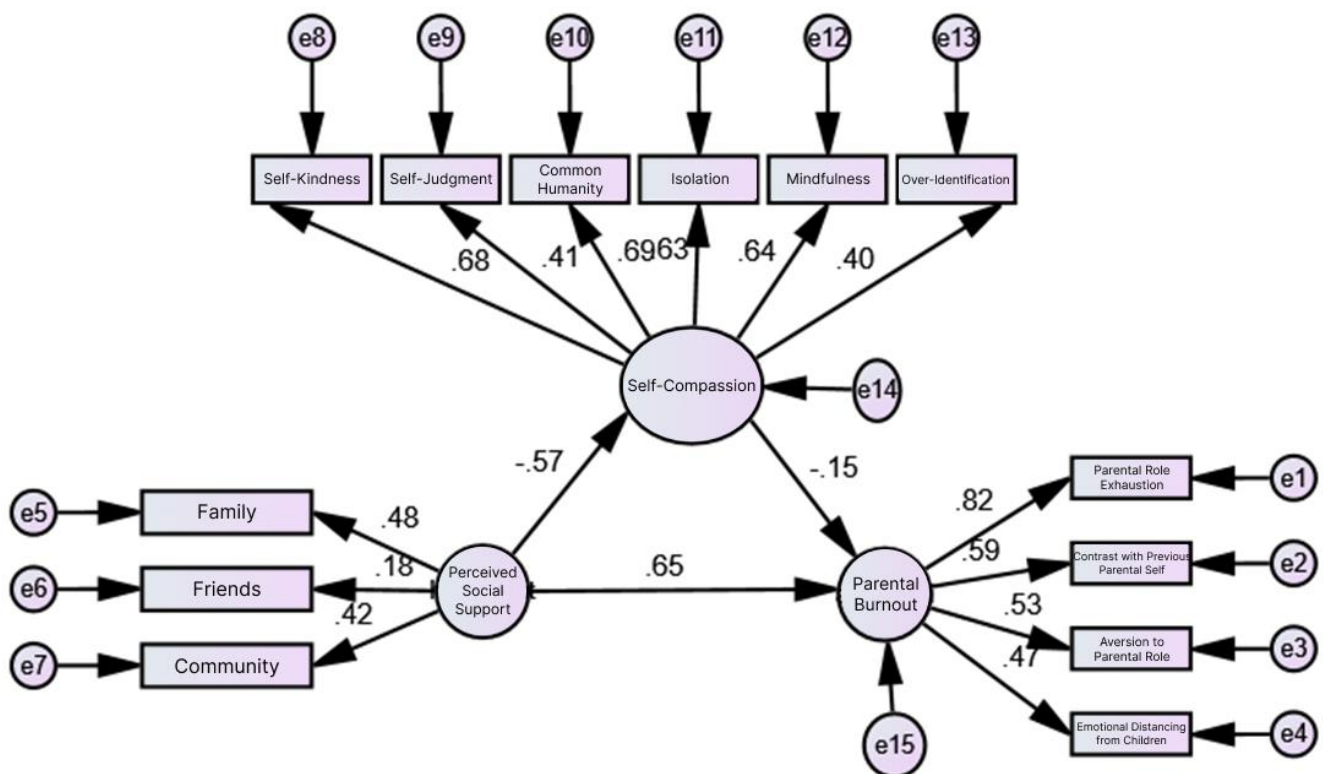 e8 e9 e10 e11 e12 e13
Self-Kindness Self-Judgment Common Humanity Isolation Mindfulness Over-Identification
.68 .41 .69 .63 .64 .40
Self-Compassion
e14
-.57
-.15
e5
Family
.48
e6
Friends
.18
e7
Community
.42
Perceived
Social
Support
.65
Parental
Burnout
.82
Parental Role
Exhaustion
e1
.59
Contrast with Previous
Parental Self
e2
.53
Aversion to
Parental Role
e3
.47
Emotional Distancing
from Children
e4
e15